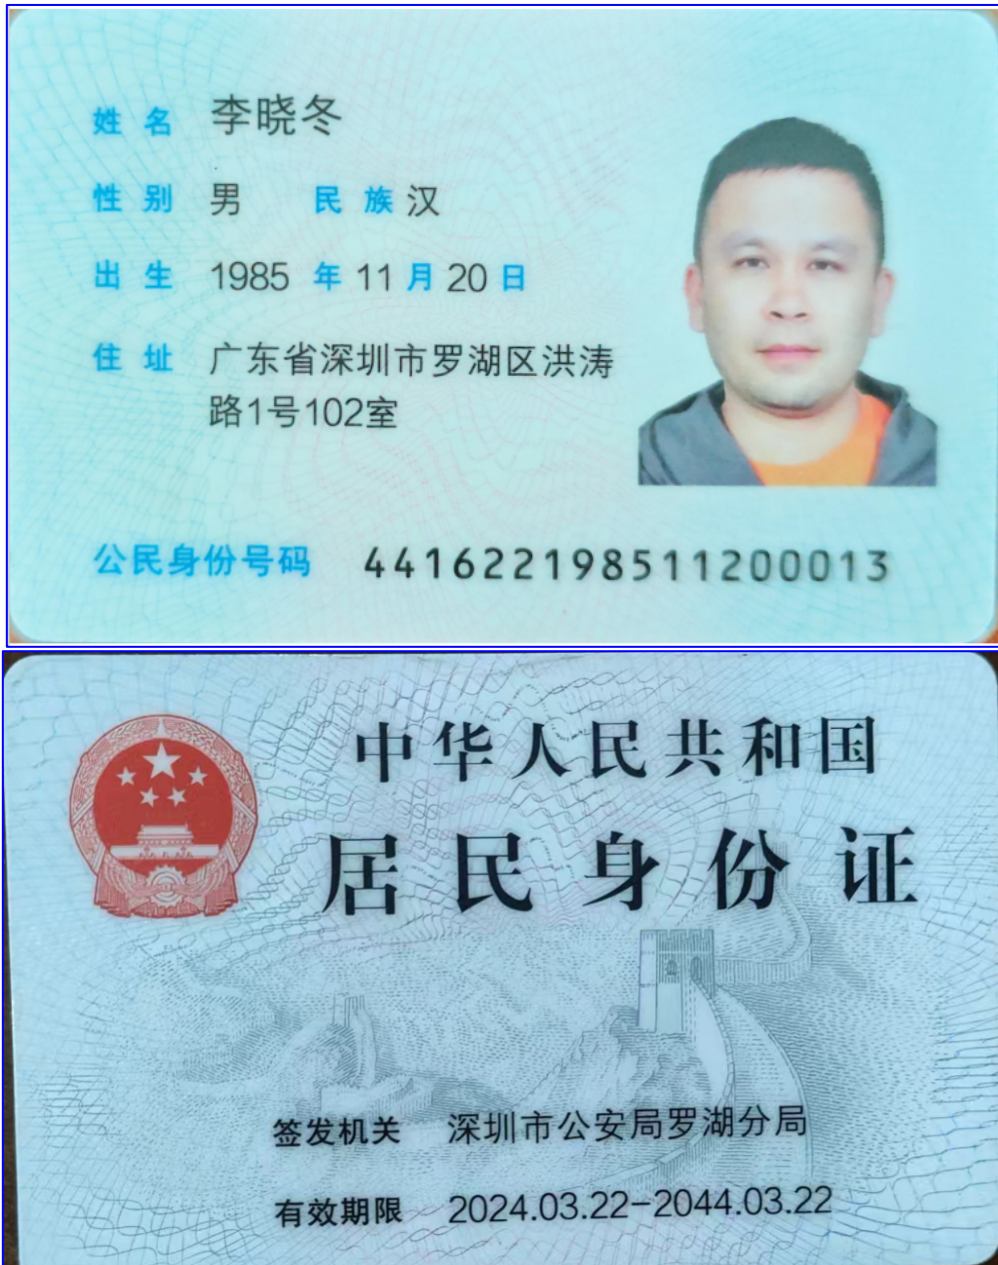 姓名 李晓冬
性别 男 民族 汉
出生 1985 年 11 月 20 日
住址 广东省深圳市罗湖区洪涛
路1号102室
公民身份号码 441622198511200013
中华人民共和国
居民身份证
签发机关 深圳市公安局罗湖分局
有效期限 2024.03.22-2044.03.22